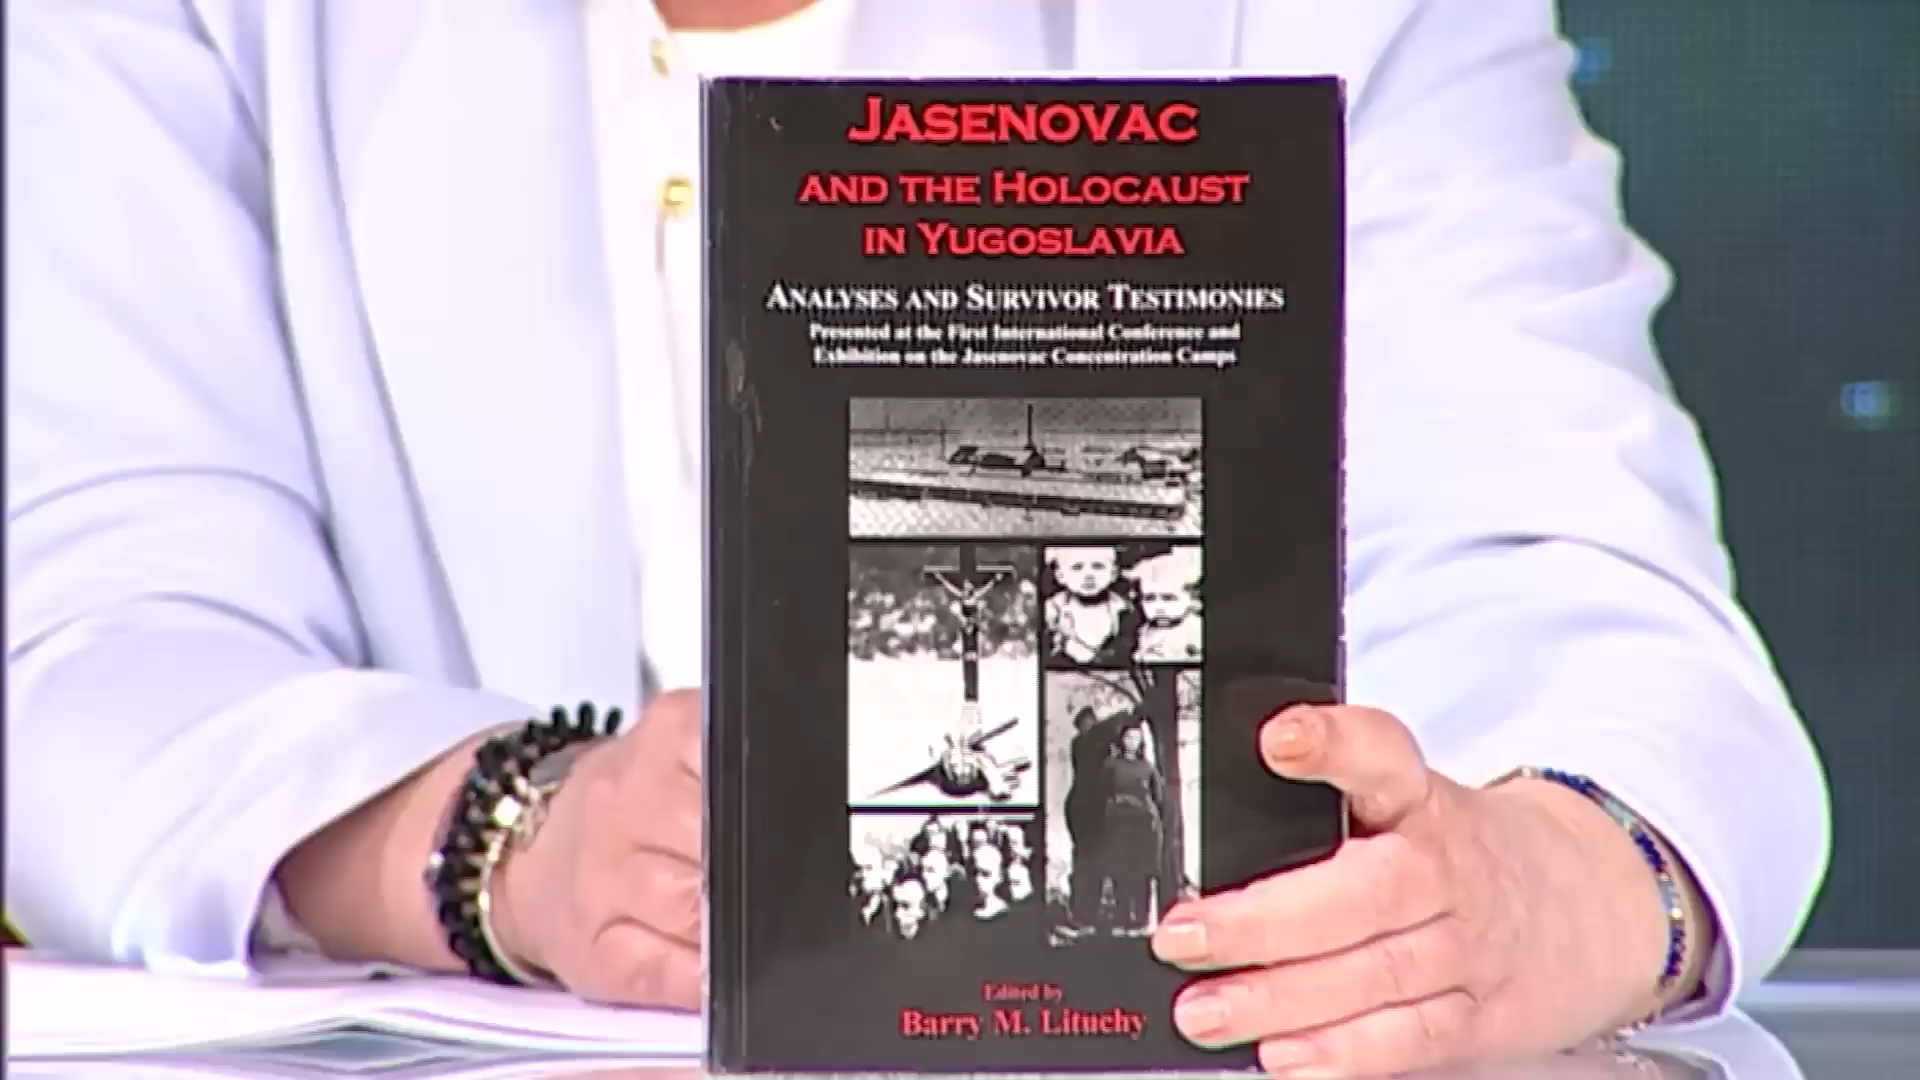 JASENOVAC
AND THE HOLOCAUST
IN YUGOSLAVIA
ANALYSES AND SURVIVOR TESTIMONIES
Presented at the First International Conference and
Exhibition on the Jasenovac Concentration Camps
Edited by
Barry M. Lituchy